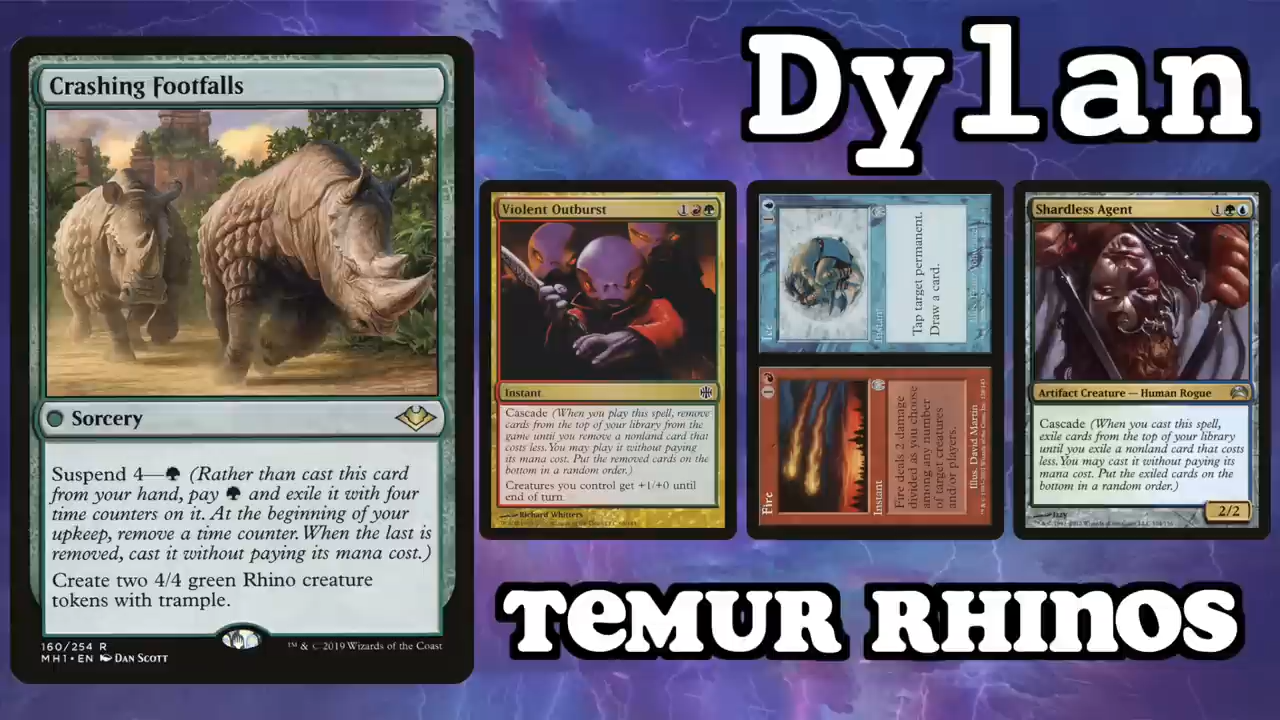 Crashing Footfalls
Sorcery
Suspend 4— (Rather than cast this card
from your hand, pay and exile it with four
time counters on it. At the beginning of your
upkeep, remove a time counter. When the last is
removed, cast it without paying its mana cost.)
Create two 4/4 green Rhino creature
tokens with trample.
160/254 R
MH1 • EN DAN SCOTT
™ & © 2019 Wizards of the Coast
Dylan
Violent Outburst 1
Instant
Cascade (When you play this spell, remove
cards from the top of your library from the
game until you remove a nonland card that
costs less. You may play it without paying
its mana cost. Put the removed cards on the
bottom in a random order.)
Creatures you control get +1/+0 until
end of turn.
Richard Whitters
Ice 1
Instant
Tap target permanent.
Draw a card.
Fire 1
Instant
Fire deals 2 damage
divided as you choose
among any number
of target creatures
and/or players.
Illus. David Martin
Shardless Agent 1
Artifact Creature — Human Rogue
Cascade (When you cast this spell,
exile cards from the top of your library
until you exile a nonland card that costs
less. You may cast it without paying its
mana cost. Put the exiled cards on the
bottom in a random order.)
2/2
Izzy
TEMUR RHINOS